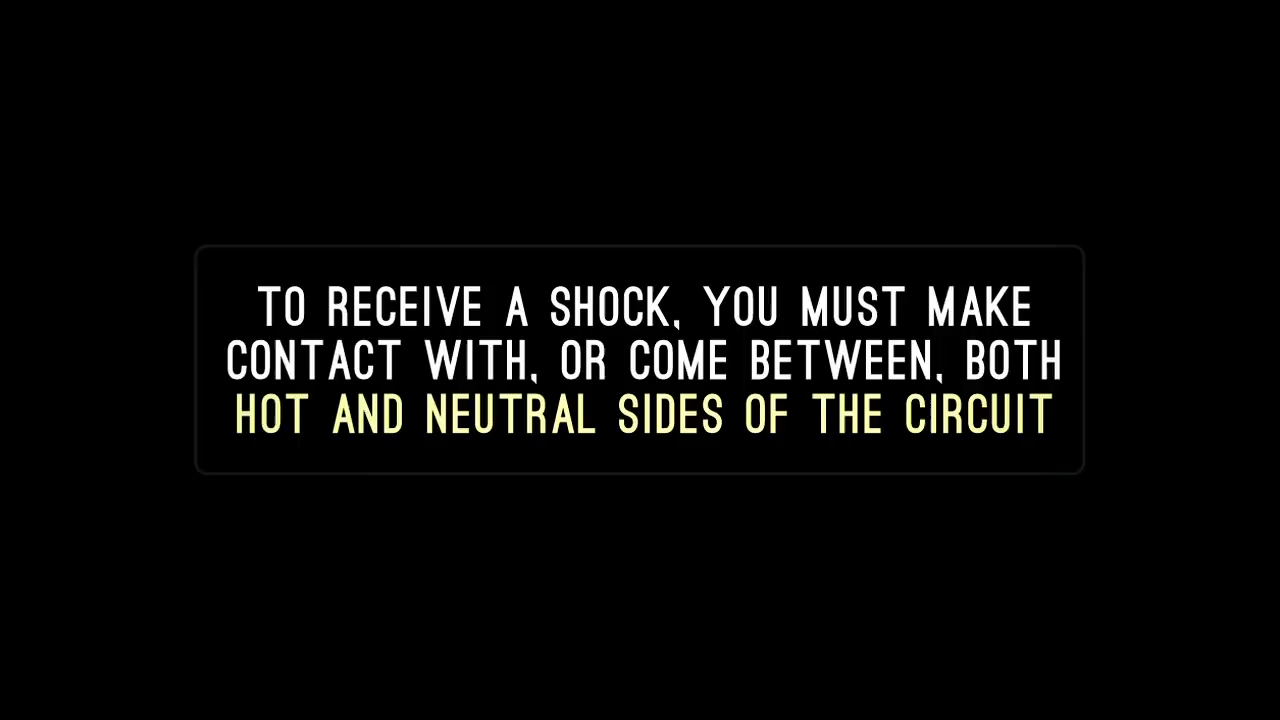 TO RECEIVE A SHOCK, YOU MUST MAKE
CONTACT WITH, OR COME BETWEEN, BOTH
HOT AND NEUTRAL SIDES OF THE CIRCUIT